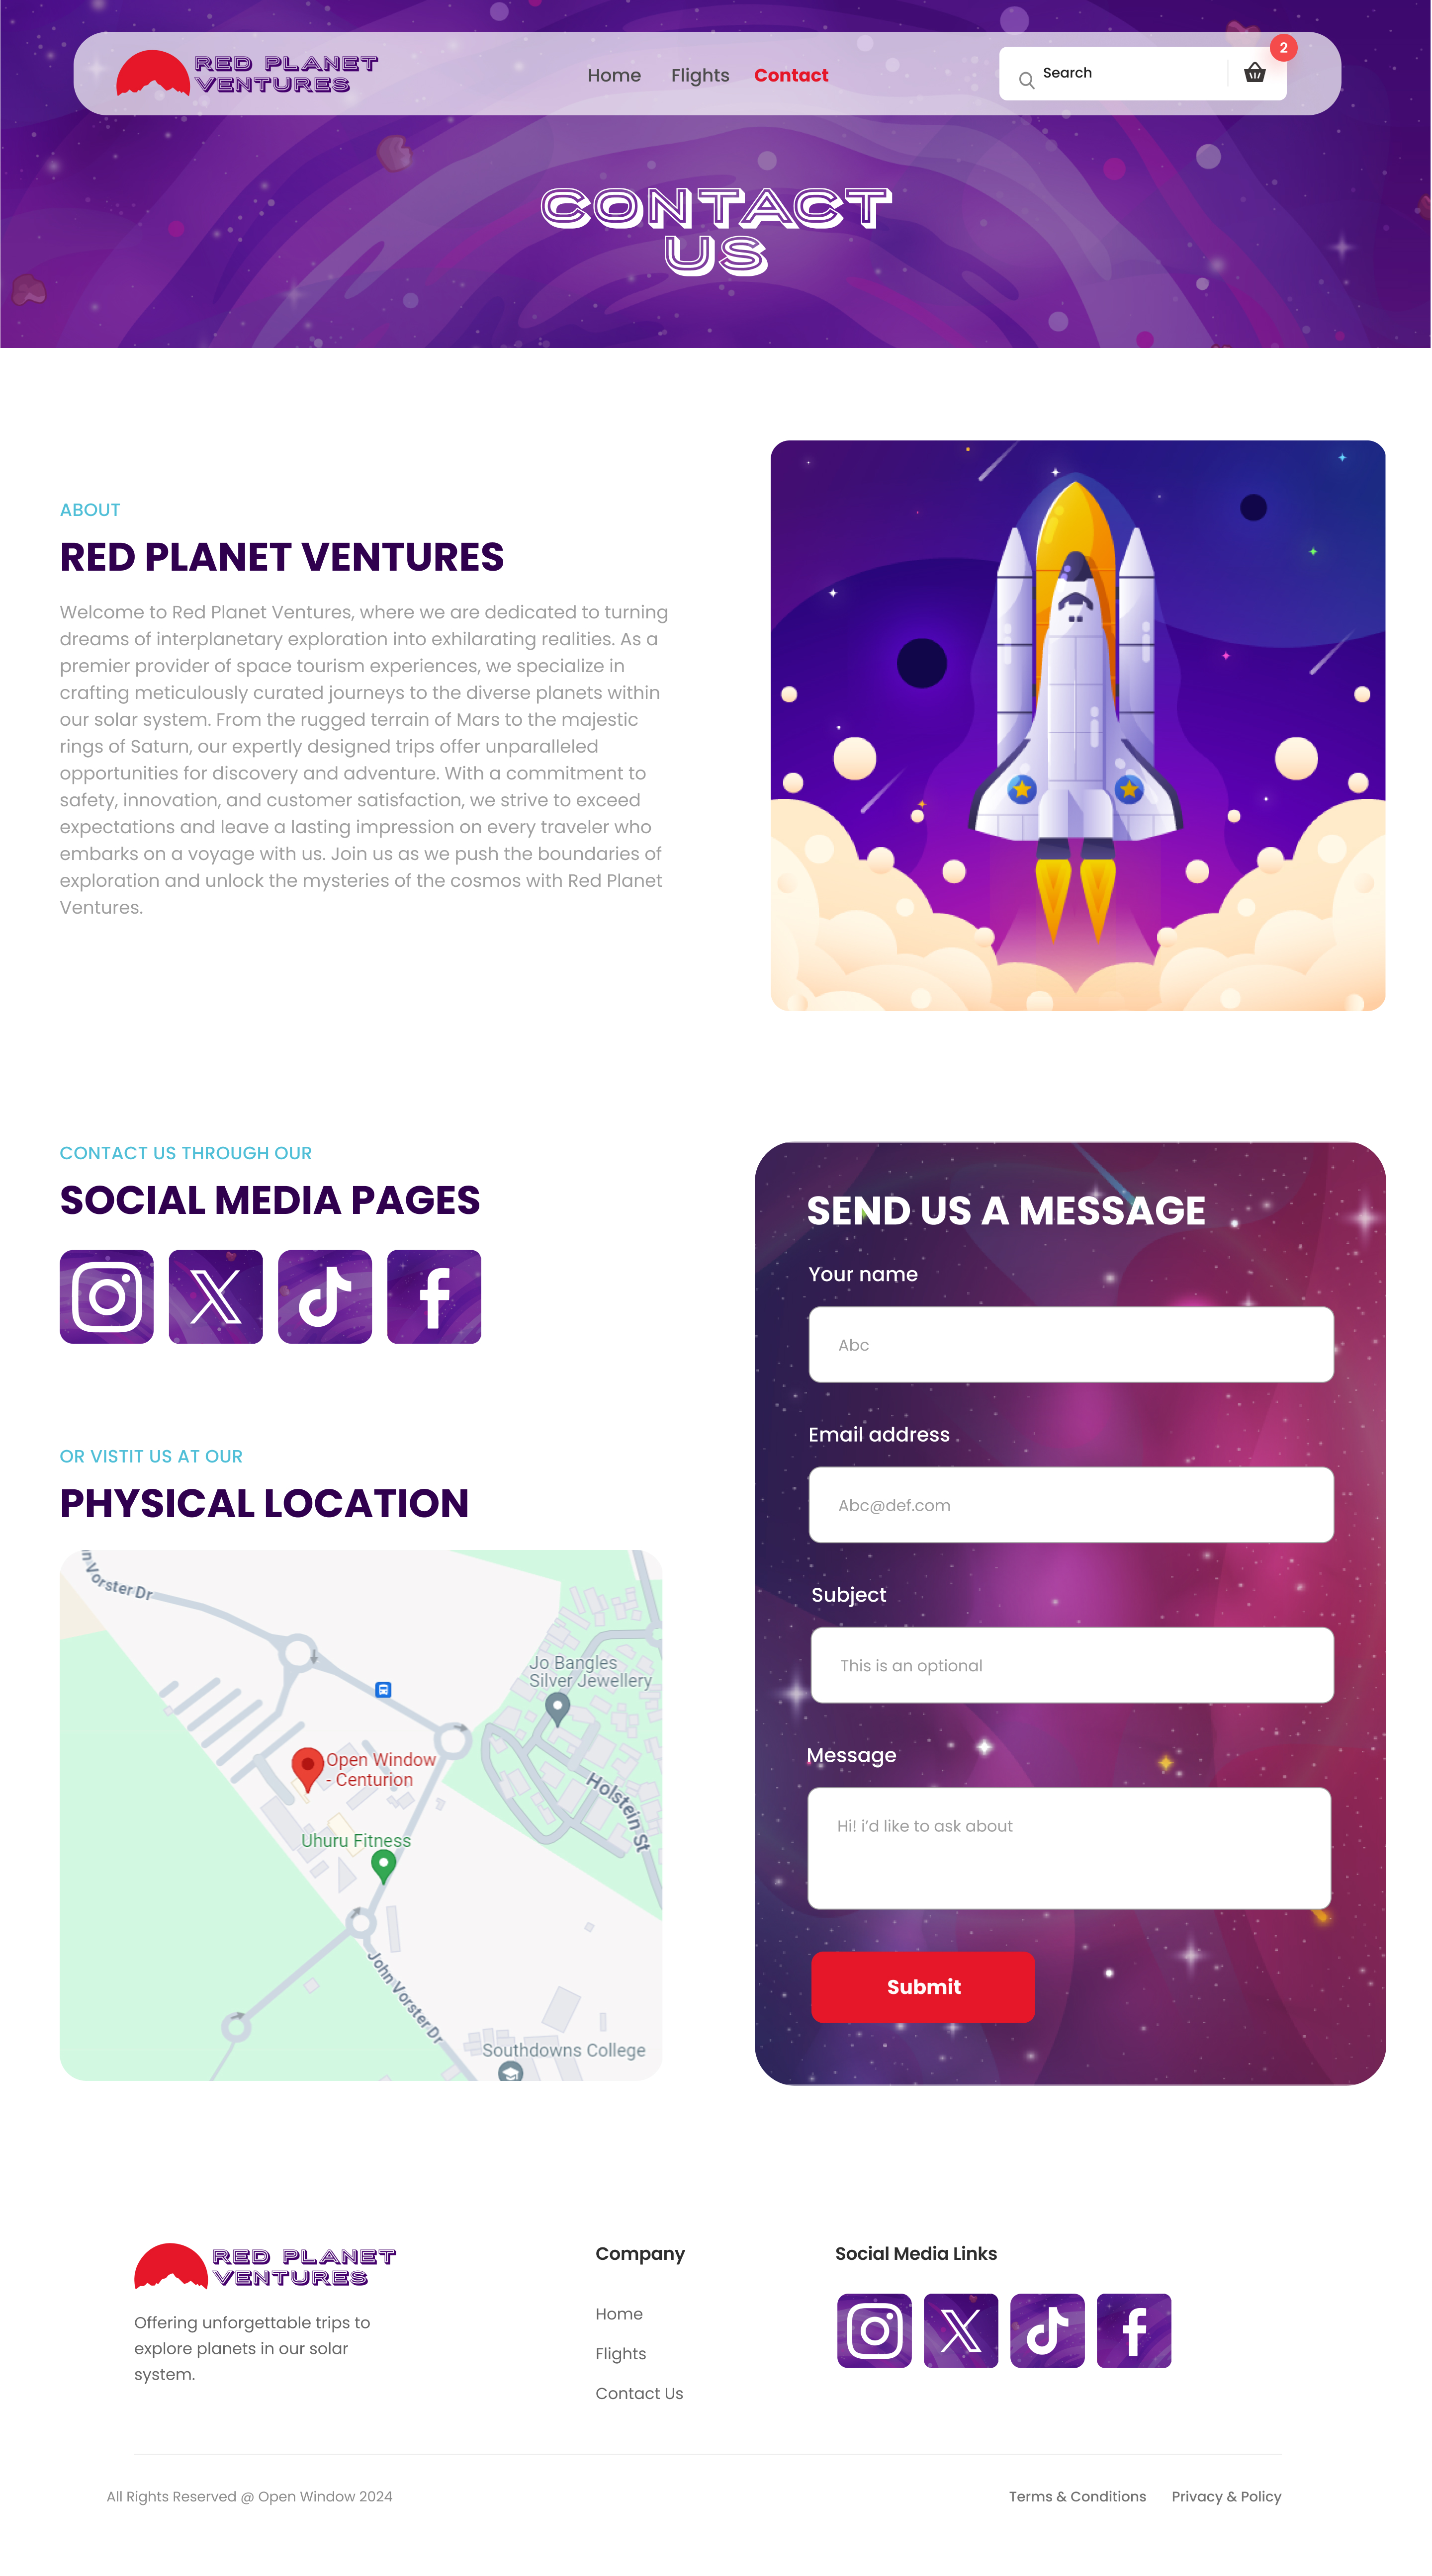 RED PLANET
VENTURES
Home Flights Contact
Search
2
CONTACT
US
ABOUT
RED PLANET VENTURES
Welcome to Red Planet Ventures, where we are dedicated to turning
dreams of interplanetary exploration into exhilarating realities. As a
premier provider of space tourism experiences, we specialize in
crafting meticulously curated journeys to the diverse planets within
our solar system. From the rugged terrain of Mars to the majestic
rings of Saturn, our expertly designed trips offer unparalleled
opportunities for discovery and adventure. With a commitment to
safety, innovation, and customer satisfaction, we strive to exceed
expectations and leave a lasting impression on every traveler who
embarks on a voyage with us. Join us as we push the boundaries of
exploration and unlock the mysteries of the cosmos with Red Planet
Ventures.
CONTACT US THROUGH OUR
SOCIAL MEDIA PAGES
OR VISTIT US AT OUR
PHYSICAL LOCATION
n Vorster Dr
Jo Bangles
Silver Jewellery
Open Window
- Centurion
Holstein St
Uhuru Fitness
John Vorster Dr
Southdowns College
SEND US A MESSAGE
Your name
Abc
Email address
Abc@def.com
Subject
This is an optional
Message
Hi! i'd like to ask about
Submit
RED PLANET
VENTURES
Offering unforgettable trips to
explore planets in our solar
system.
Company
Home
Flights
Contact Us
Social Media Links
All Rights Reserved @ Open Window 2024
Terms & Conditions Privacy & Policy